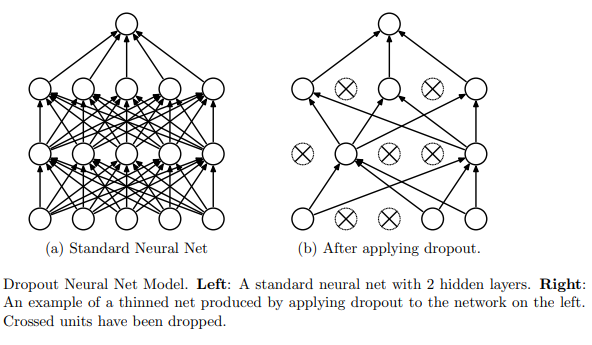 (a) Standard Neural Net
(b) After applying dropout.
Dropout Neural Net Model. Left: A standard neural net with 2 hidden layers. Right:
An example of a thinned net produced by applying dropout to the network on the left.
Crossed units have been dropped.